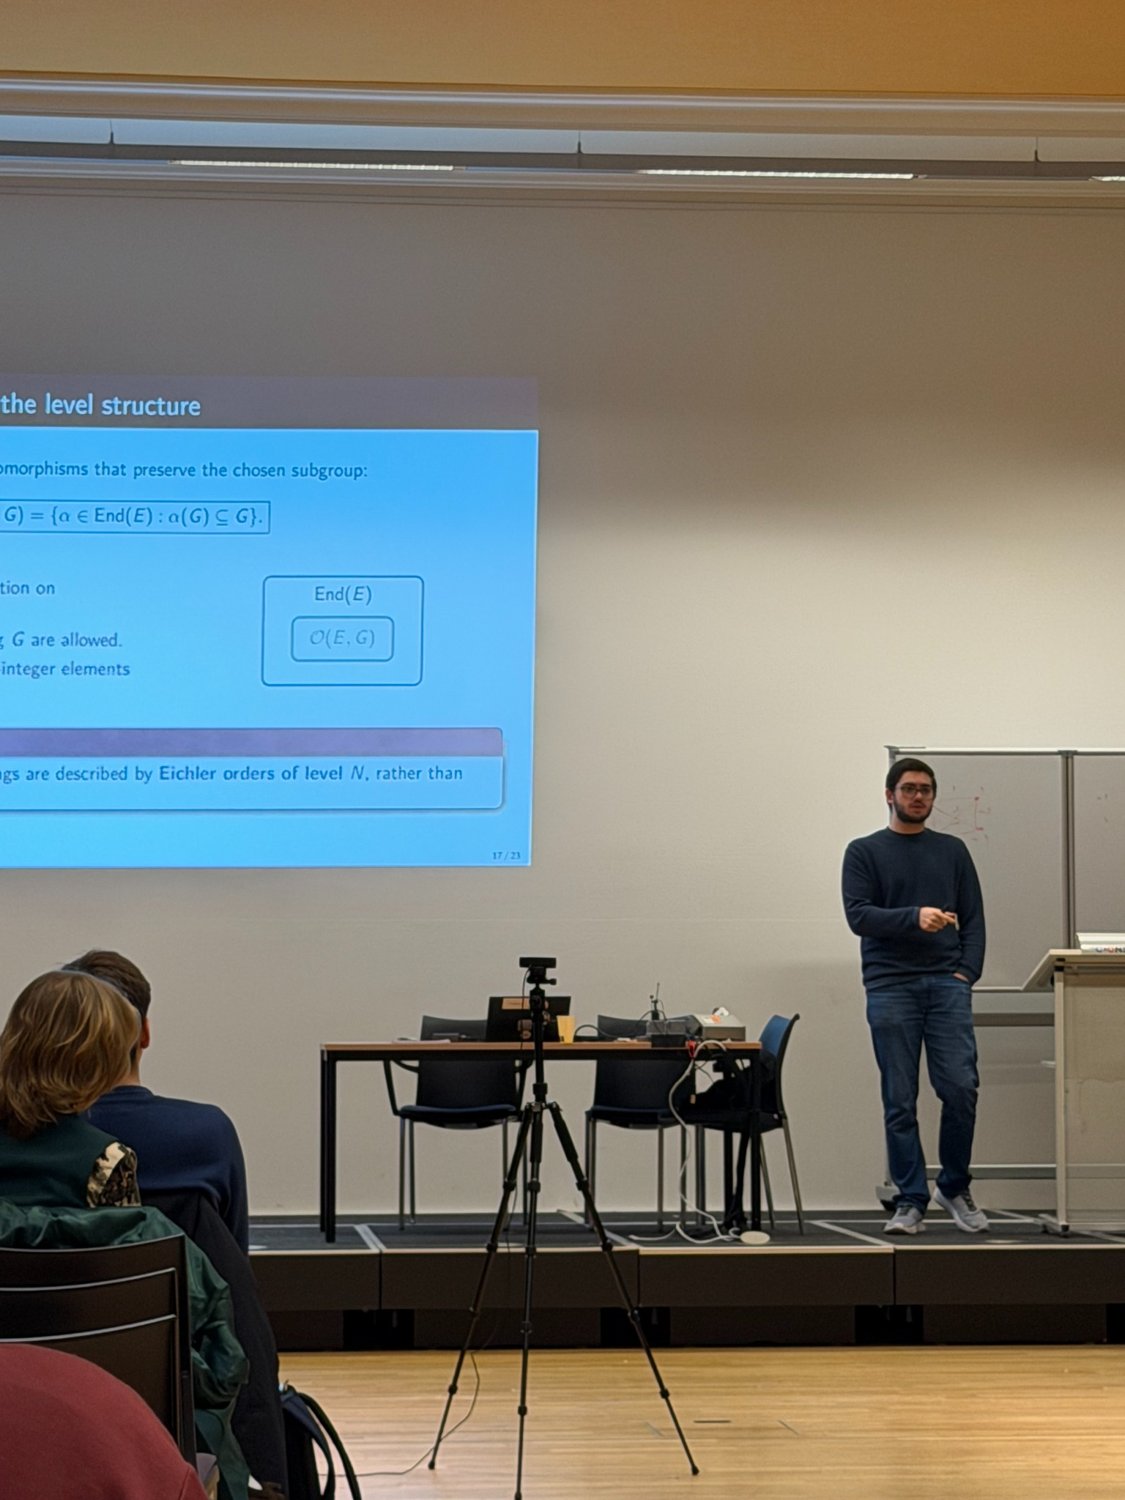 the level structure
omorphisms that preserve the chosen subgroup:
G) = {α ∈ End(E) : α(G) ⊆ G}.
tion on
End(E)
G are allowed.
O(E, G)
integer elements
gs are described by Eichler orders of level N, rather than
17 / 23